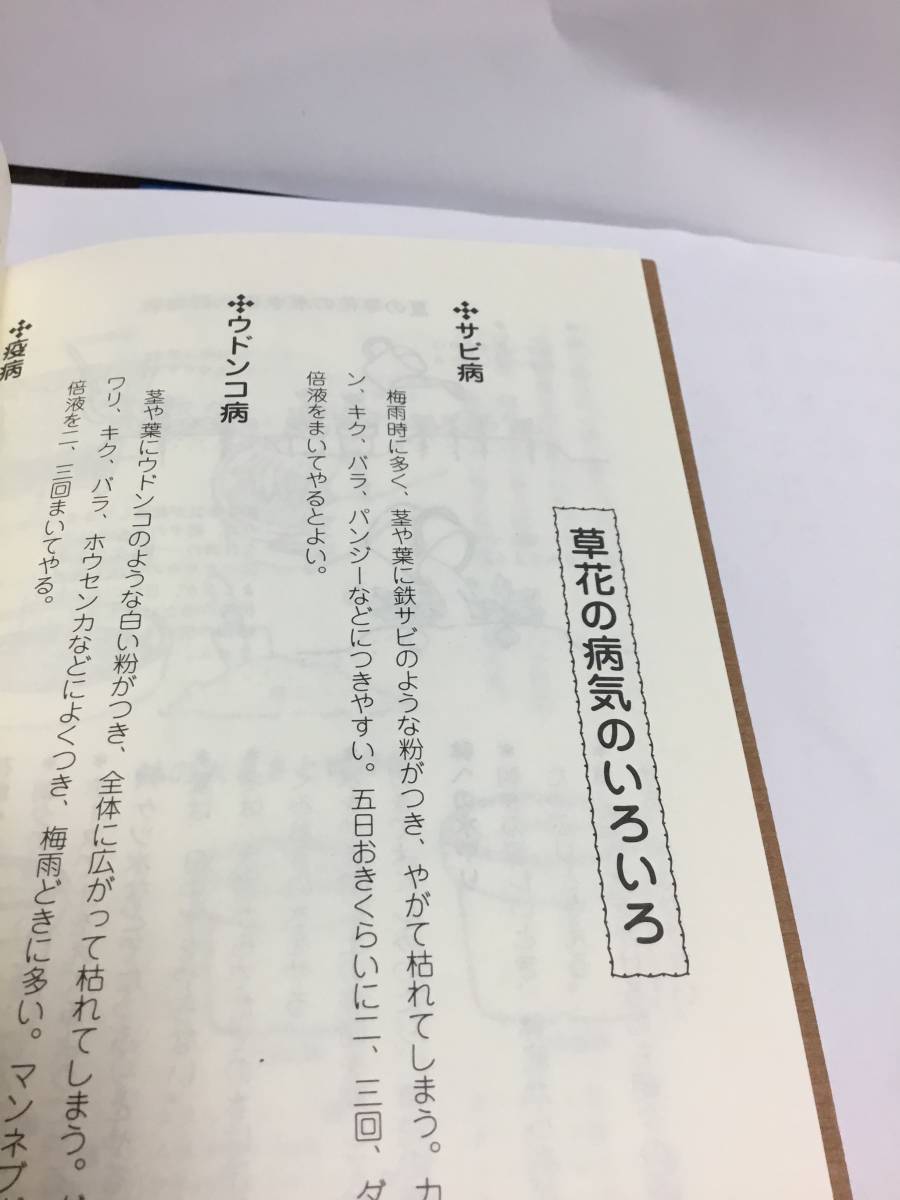 草花の病気のいろいろ
サビ病
梅雨時に多く、茎や葉に鉄サビのような粉がつき、やがて枯れてしまう。カ
ン、キク、バラ、パンジーなどにつきやすい。五日おきくらいに二、三回、ダ
倍液をまいてやるとよい。
ウドンコ病
茎や葉にウドンコのような白い粉がつき、全体に広がって枯れてしまう。
ワリ、キク、バラ、ホウセンカなどによくつき、梅雨どきに多い。マンネブ
倍液を二、三回まいてやる。
疫病